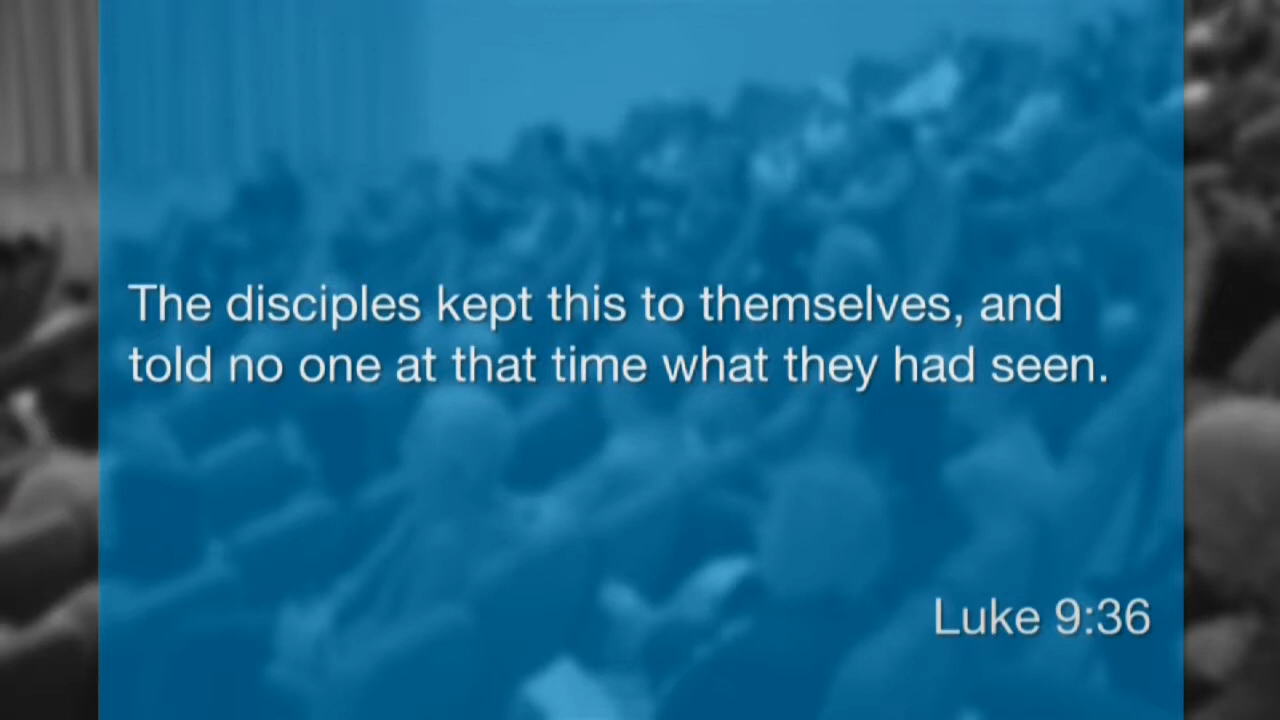 The disciples kept this to themselves, and
told no one at that time what they had seen.
Luke 9:36